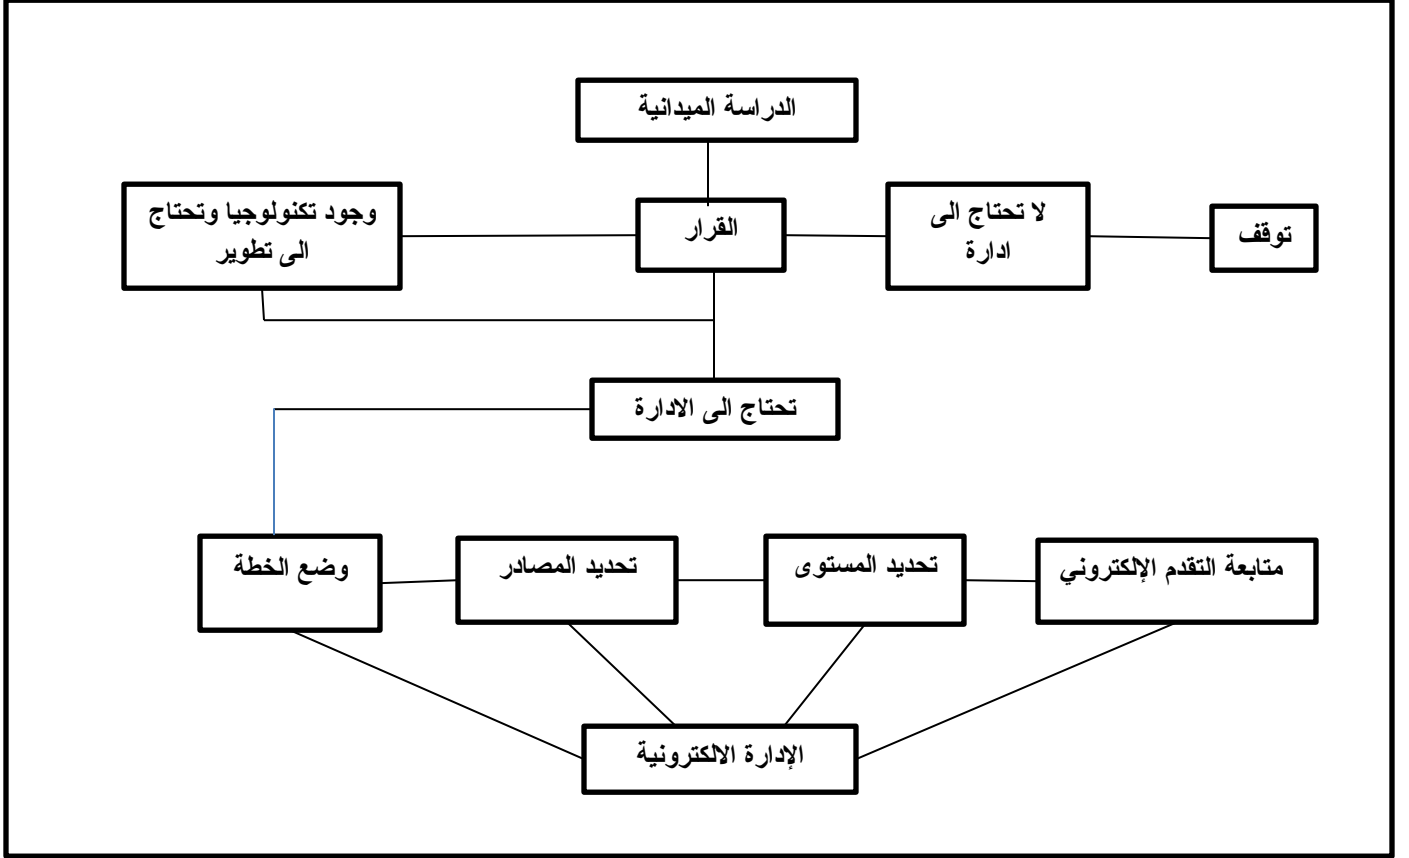 الدراسة الميدانية
توقف
لا تحتاج الى
ادارة
القرار
وجود تكنولوجيا وتحتاج
الى تطوير
تحتاج الى الادارة
متابعة التقدم الإلكتروني
تحديد المستوى
تحديد المصادر
وضع الخطة
الإدارة الالكترونية